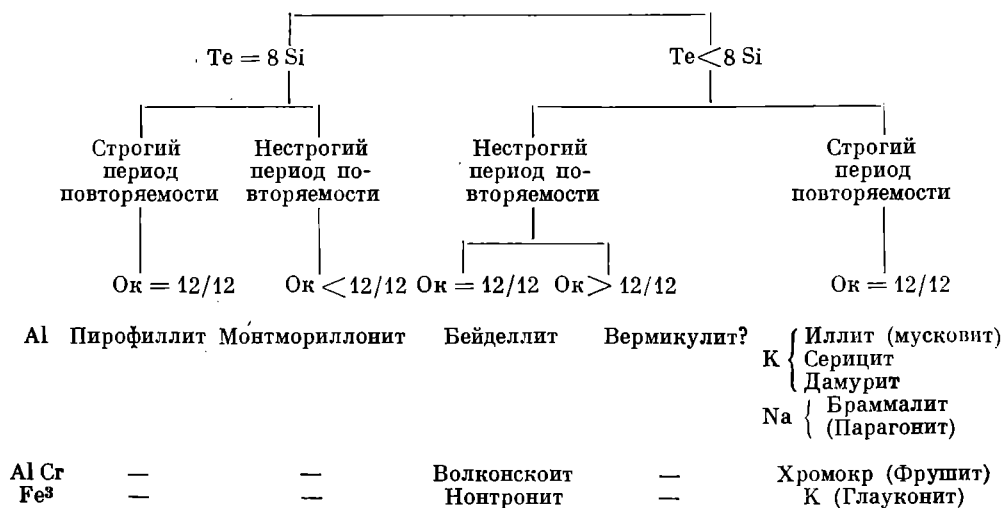 Te = 8 Si Te < 8 Si
Строгий Нестрогий Нестрогий Строгий
период период по- период по- период
повторяемости вторяемости вторяемости повторяемости
Ок = 12/12 Ок < 12/12 Ок = 12/12 Ок > 12/12 Ок = 12/12
Al Пирофиллит Монтмориллонит Бейделлит Вермикулит? Иллит (мусковит)
K { Серицит
Дамурит
Na { Браммалит
(Парагонит)
Al Cr — — Волконскоит — Хромокр (Фрушит)
Fe³ — — Нонтронит — К (Глауконит)